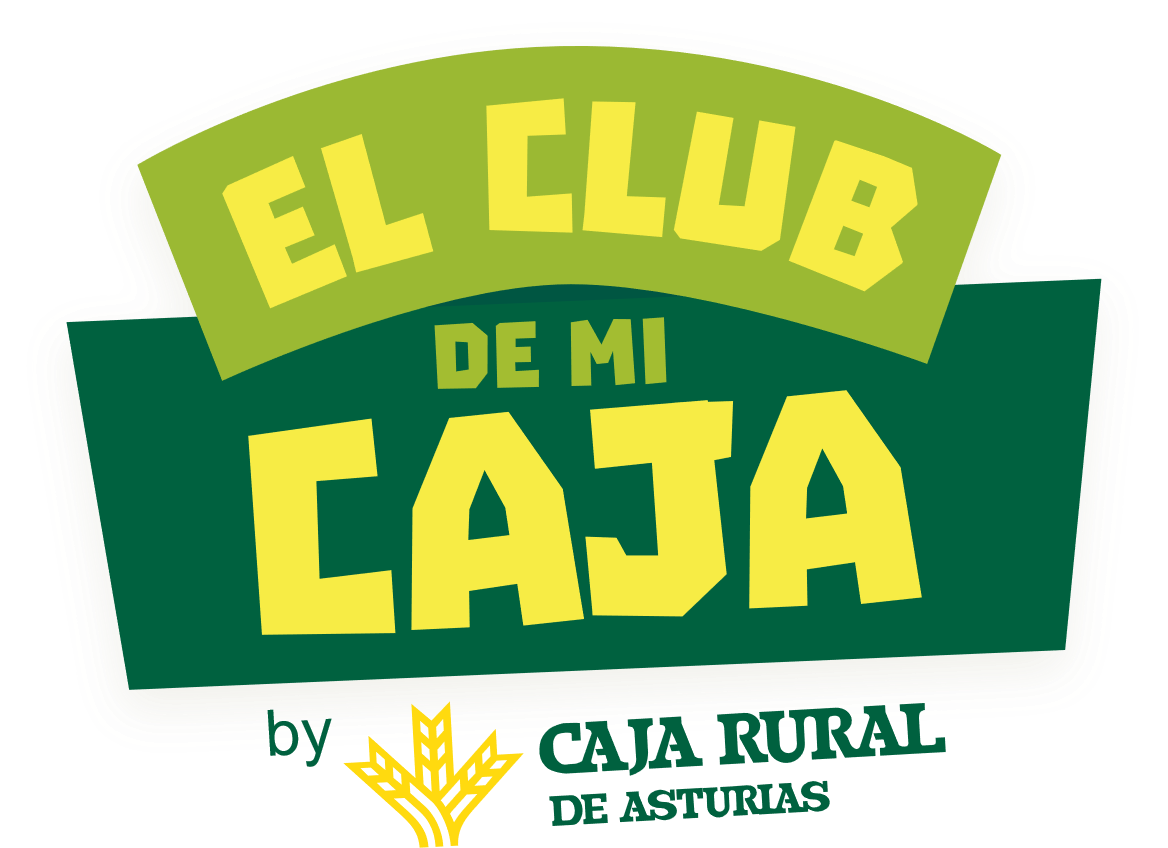 EL CLUB
DE MI
CAJA
by CAJA RURAL
DE ASTURIAS